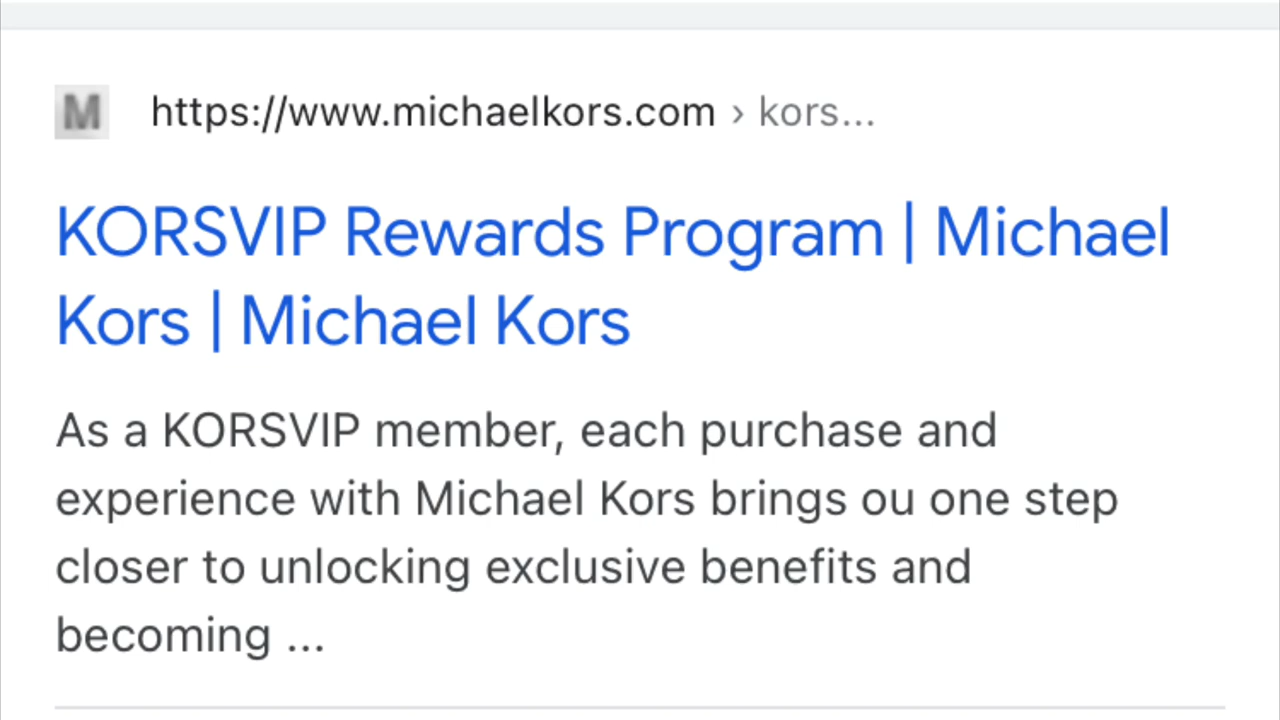 M
https://www.michaelkors.com › kors...
KORSVIP Rewards Program | Michael
Kors | Michael Kors
As a KORSVIP member, each purchase and
experience with Michael Kors brings ou one step
closer to unlocking exclusive benefits and
becoming ...